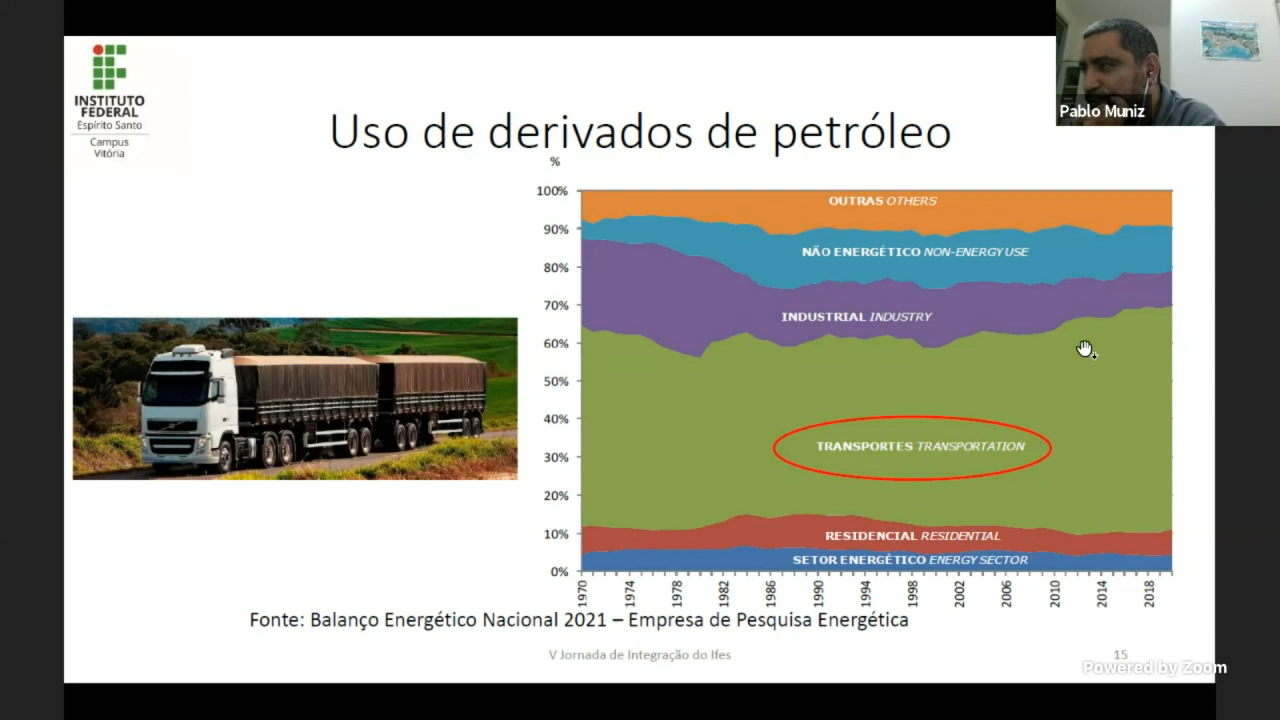 INSTITUTO
FEDERAL
Espírito Santo
Campus
Vitória
Pablo Muniz
Uso de derivados de petróleo
%
100%
90%
80%
70%
60%
50%
40%
30%
20%
10%
0%
OUTRAS OTHERS
NÃO ENERGÉTICO NON-ENERGY USE
INDUSTRIAL INDUSTRY
TRANSPORTES TRANSPORTATION
RESIDENCIAL RESIDENTIAL
SETOR ENERGÉTICO ENERGY SECTOR
1970
1974
1978
1982
1986
1990
1994
1998
2002
2006
2010
2014
2018
Fonte: Balanço Energético Nacional 2021 – Empresa de Pesquisa Energética
V Jornada de Integração do Ifes
15
Powered by Zoom